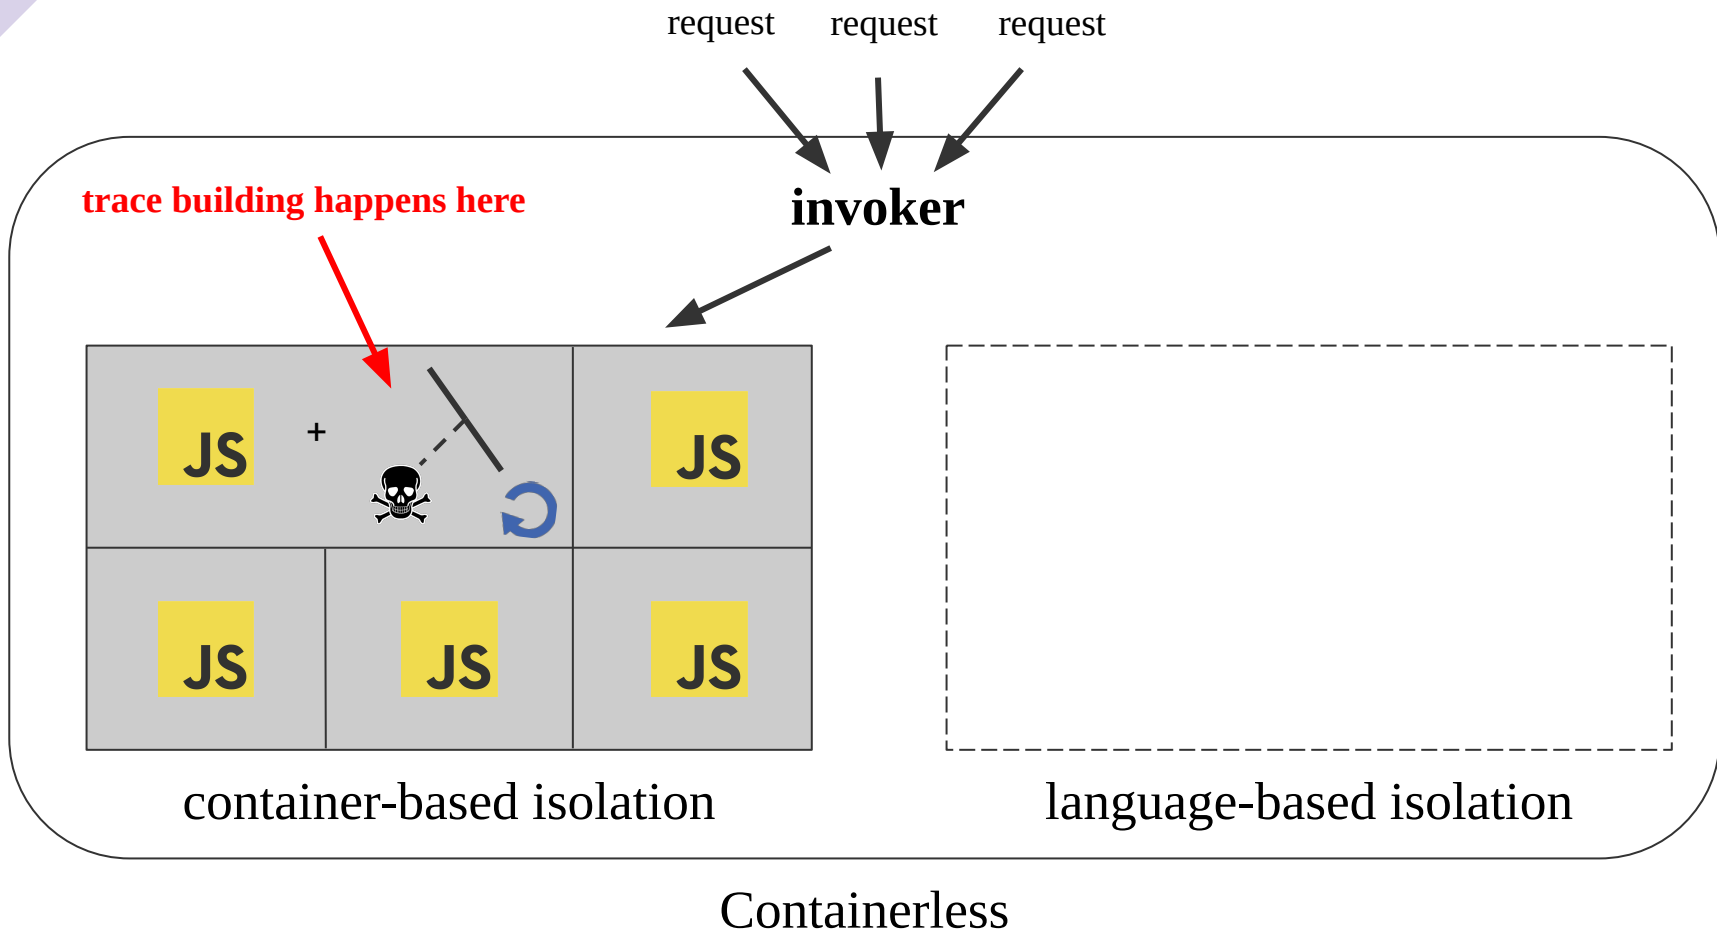 request request request
trace building happens here
invoker
JS + JS
JS JS JS
container-based isolation
language-based isolation
Containerless